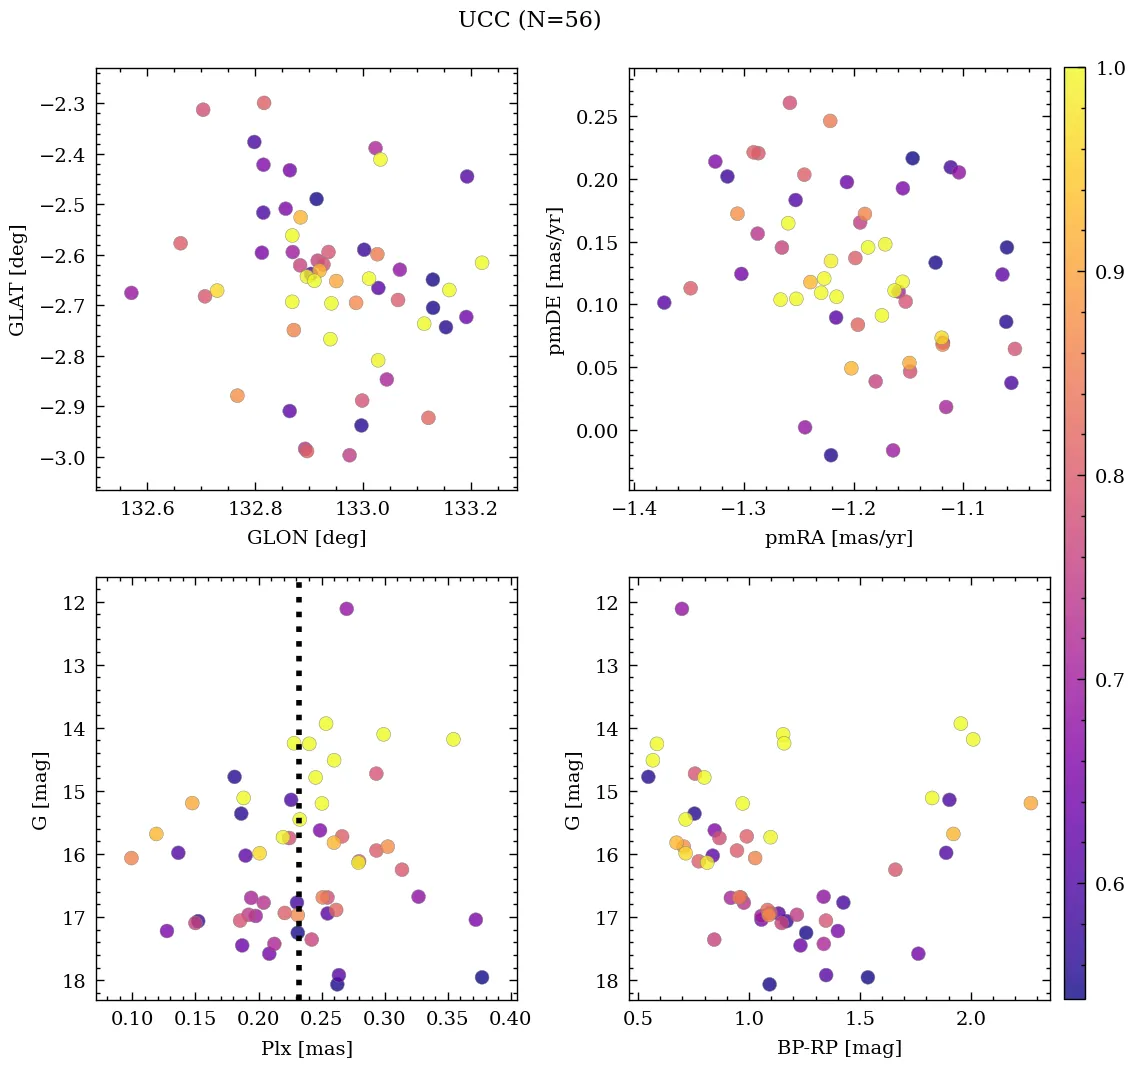 UCC (N=56)
−2.3
−2.4
−2.5
−2.6
−2.7
−2.8
−2.9
−3.0
GLAT [deg]
132.6 132.8 133.0 133.2
GLON [deg]
0.25
0.20
0.15
0.10
0.05
0.00
pmDE [mas/yr]
−1.4 −1.3 −1.2 −1.1
pmRA [mas/yr]
1.0
0.9
0.8
0.7
0.6
12
13
14
15
16
17
18
G [mag]
0.10 0.15 0.20 0.25 0.30 0.35 0.40
Plx [mas]
12
13
14
15
16
17
18
G [mag]
0.5 1.0 1.5 2.0
BP-RP [mag]